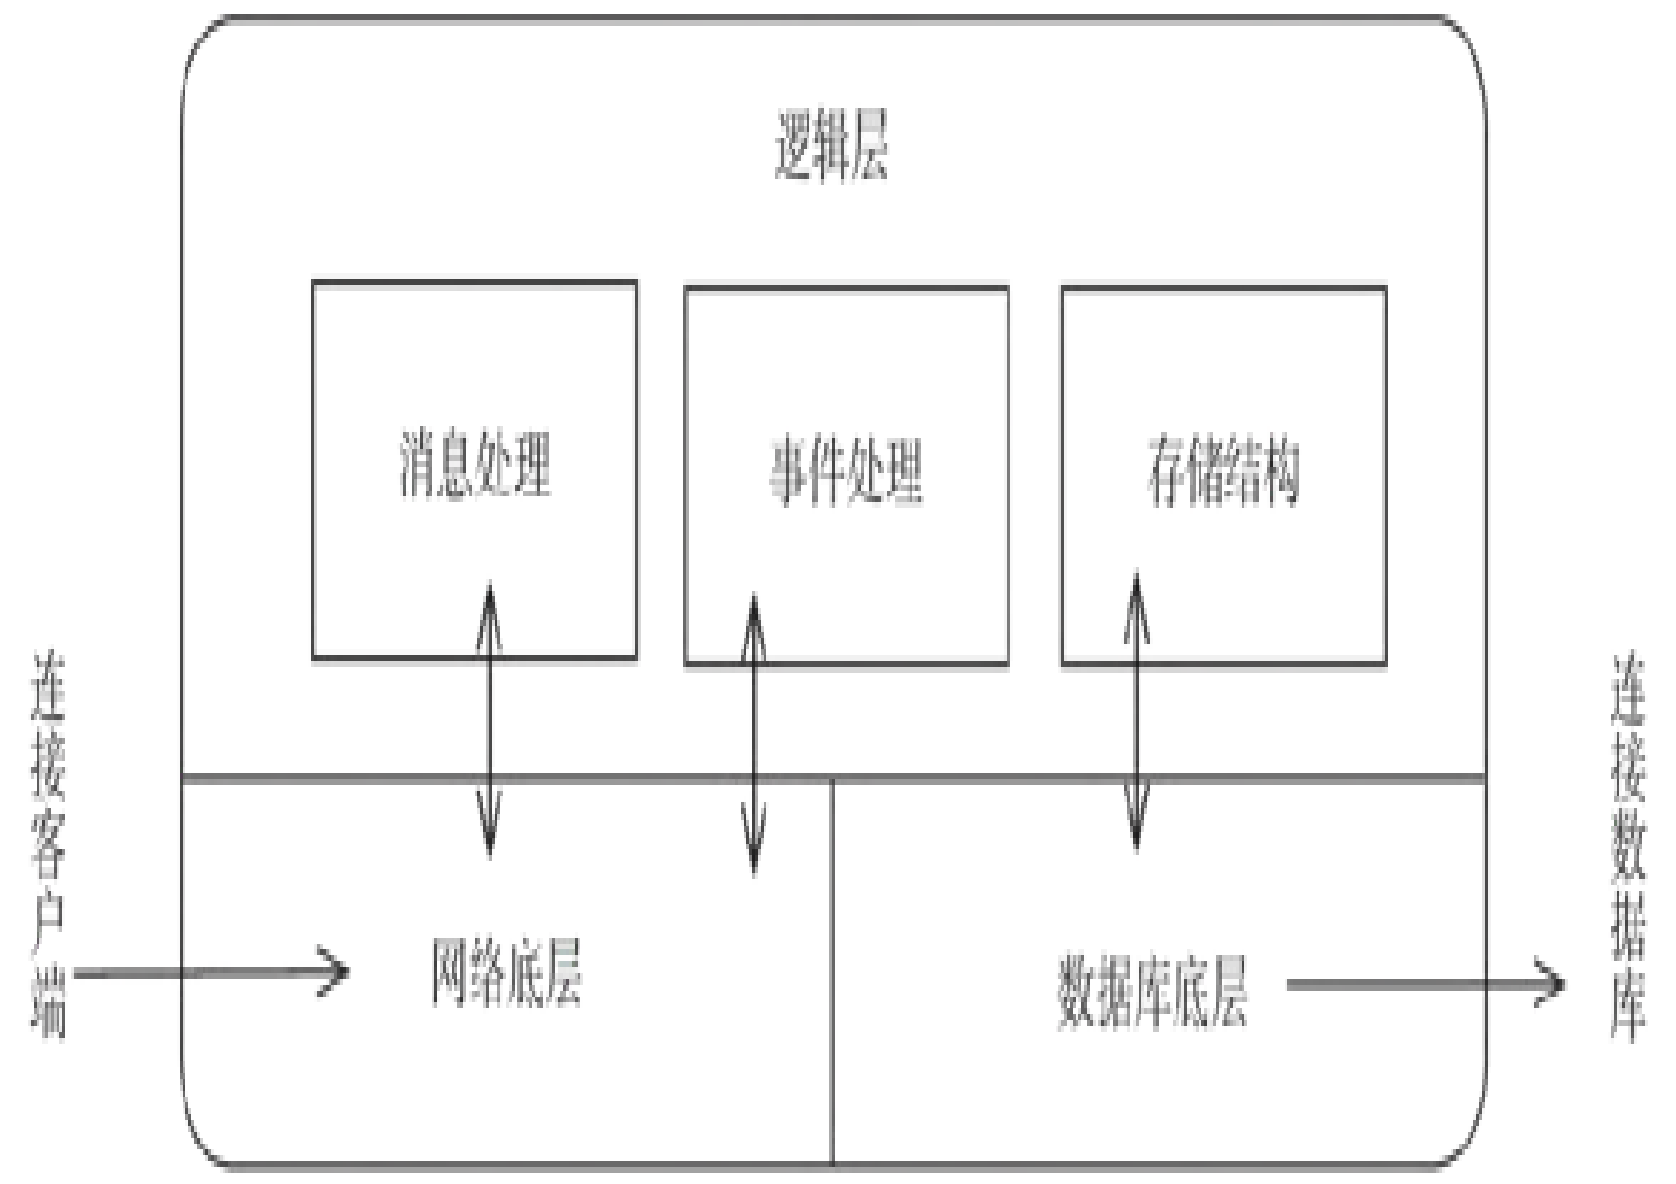 逻辑层
消息处理
事件处理
存储结构
连接客户端
连接数据库
网络底层
数据库底层